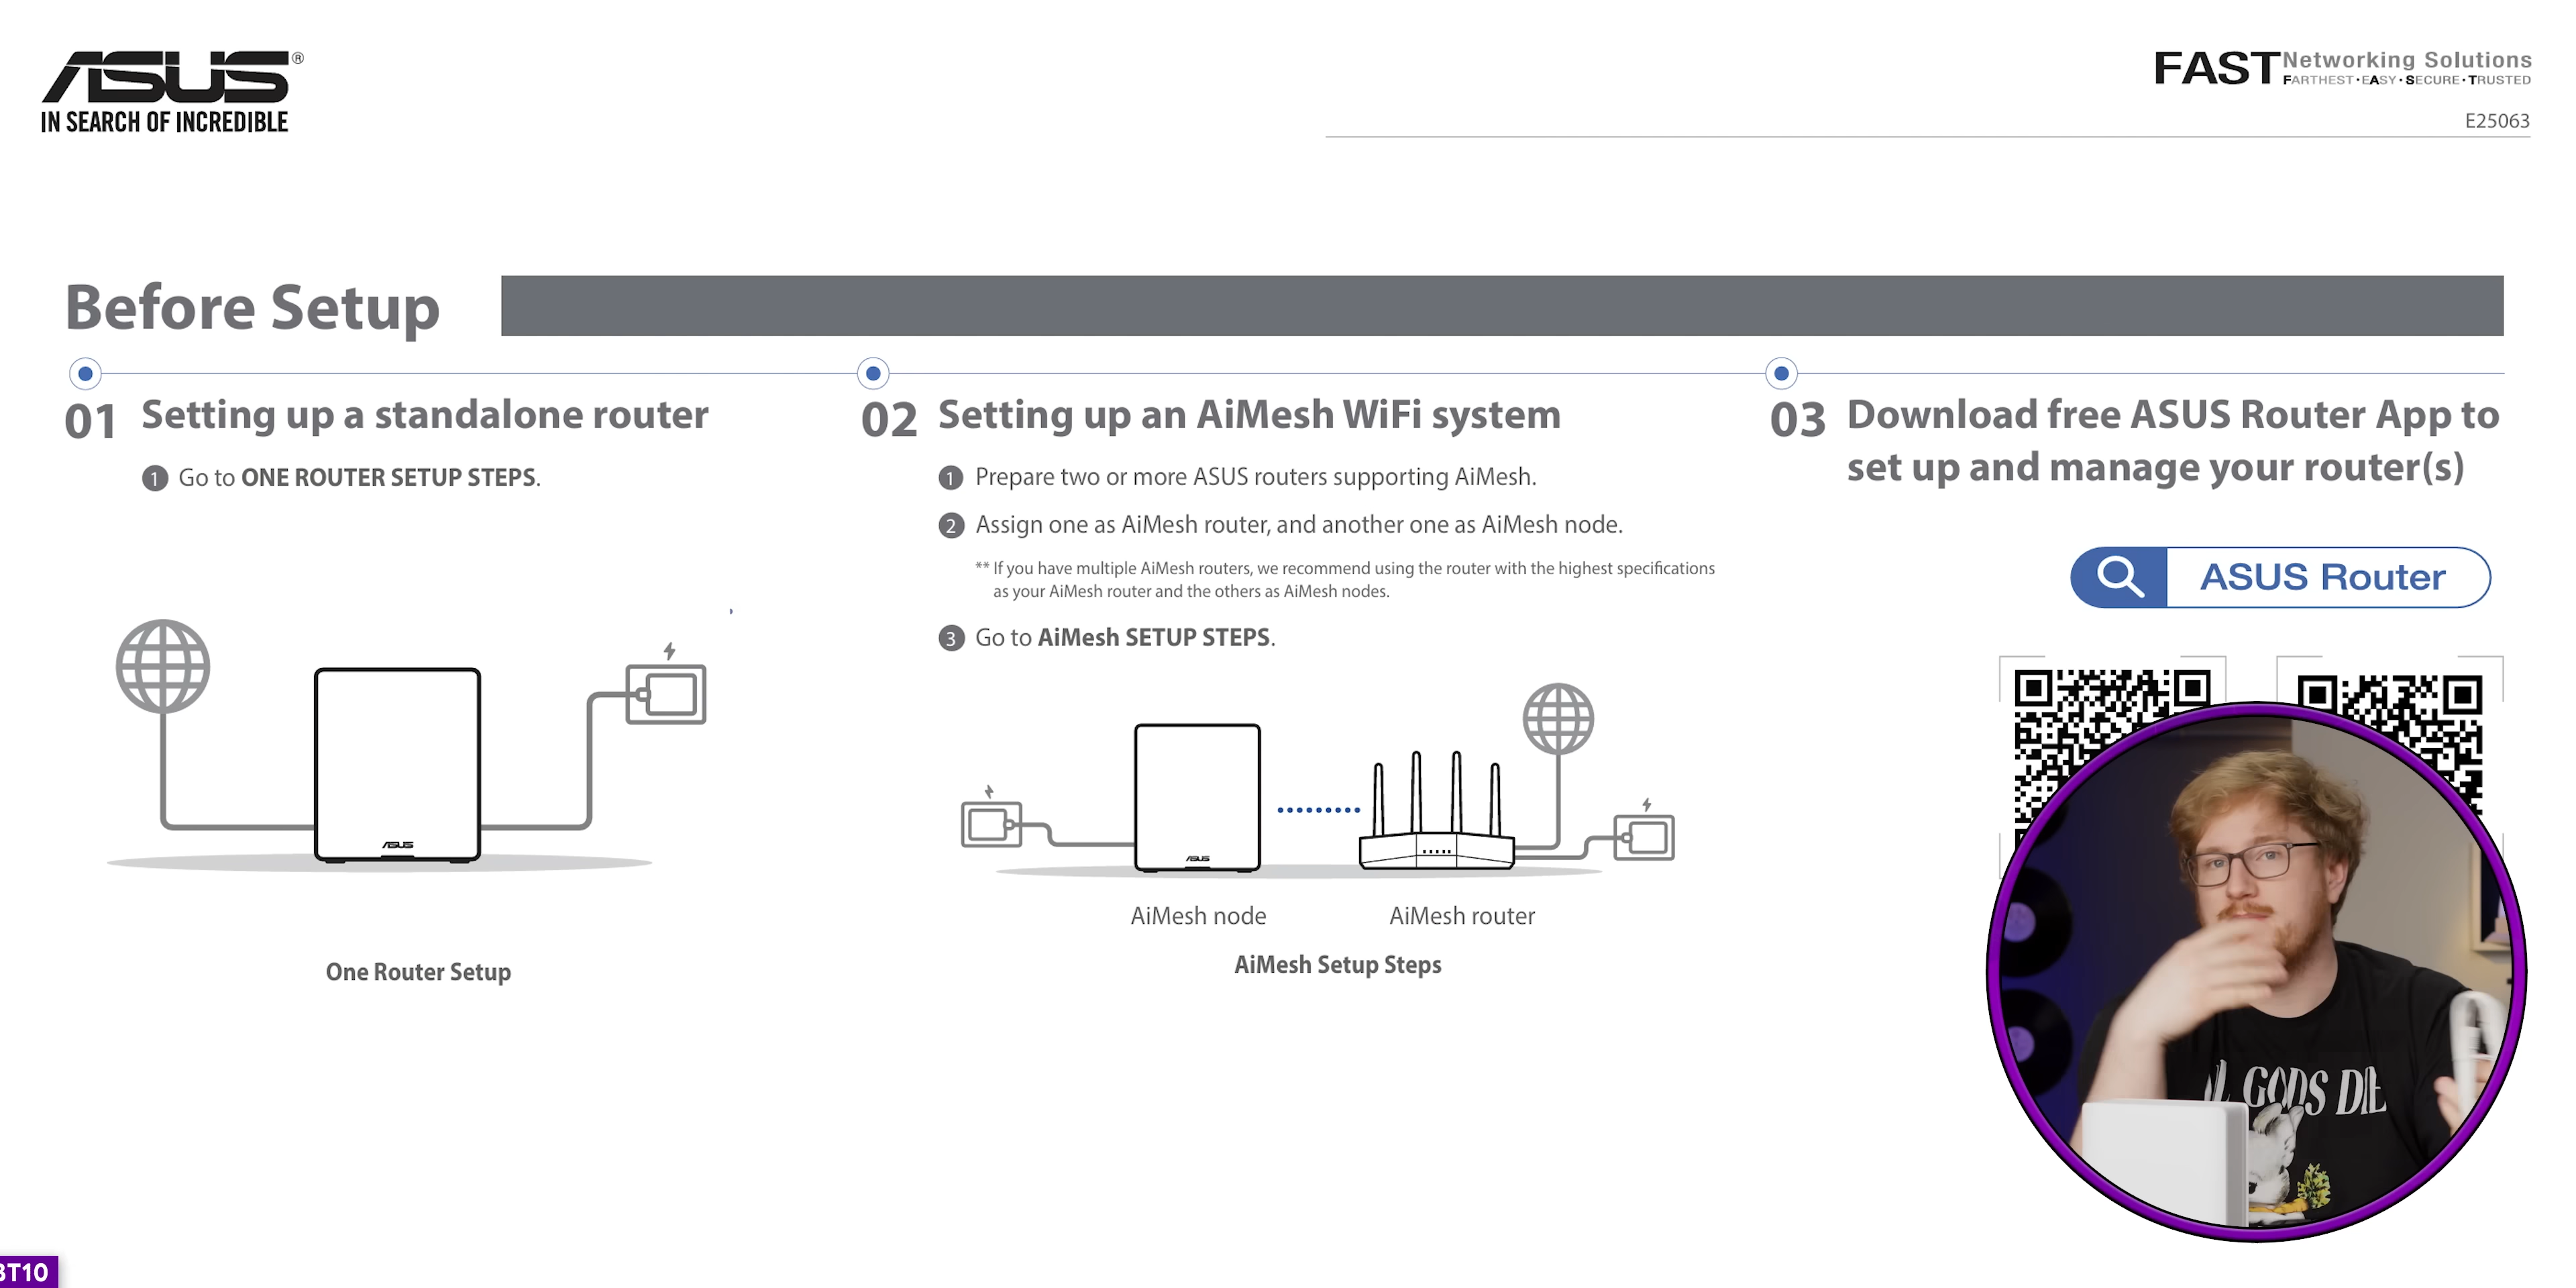 ASUS®
IN SEARCH OF INCREDIBLE
FAST Networking Solutions
FARTHEST·EASY·SECURE·TRUSTED
E25063
Before Setup
01 Setting up a standalone router
1 Go to ONE ROUTER SETUP STEPS.
ASUS
One Router Setup
02 Setting up an AiMesh WiFi system
1 Prepare two or more ASUS routers supporting AiMesh.
2 Assign one as AiMesh router, and another one as AiMesh node.
** If you have multiple AiMesh routers, we recommend using the router with the highest specifications
as your AiMesh router and the others as AiMesh nodes.
3 Go to AiMesh SETUP STEPS.
ASUS
AiMesh node
AiMesh router
AiMesh Setup Steps
03 Download free ASUS Router App to
set up and manage your router(s)
ASUS Router
GODS DIE
BT10